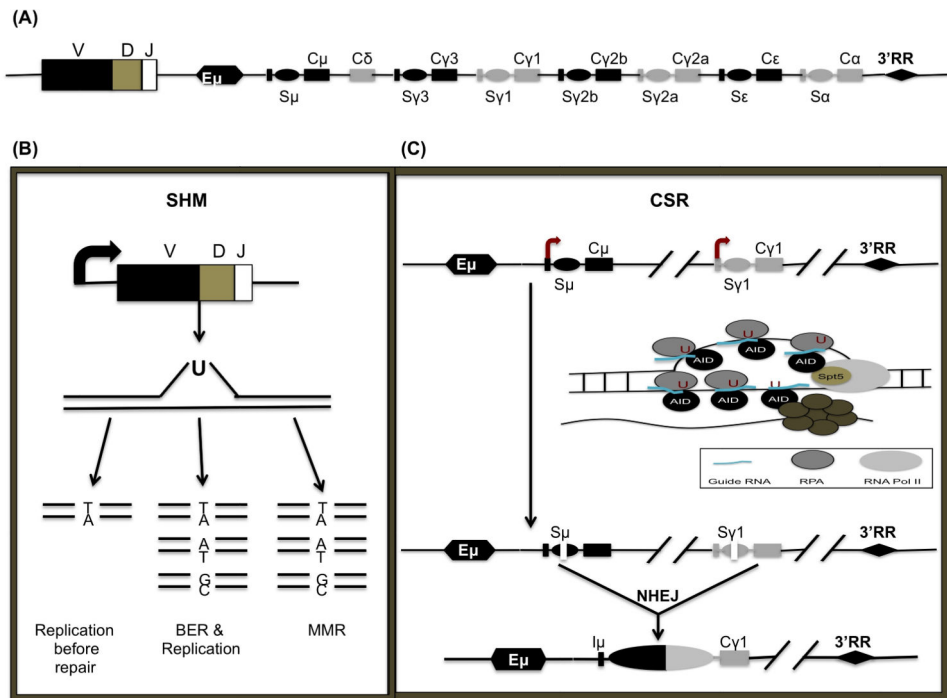 (A)
V D J
Eμ
Cμ Cδ Cγ3 Cγ1 Cγ2b Cγ2a Cε Cα 3'RR
Sμ Sγ3 Sγ1 Sγ2b Sγ2a Sε Sα
(B)
SHM
V D J
U
T
A
T
A
A
T
G
C
T
A
A
T
G
C
Replication
before
repair
BER &
Replication
MMR
(C)
CSR
Eμ
Cμ
Sμ
Cγ1
Sγ1
3'RR
U
AID
U
AID
U
AID
Spt5
U
AID
U
AID
U
AID
Guide RNA RPA RNA Pol II
Eμ
Sμ
Sγ1
3'RR
NHEJ
Eμ
Iμ
Cγ1
3'RR